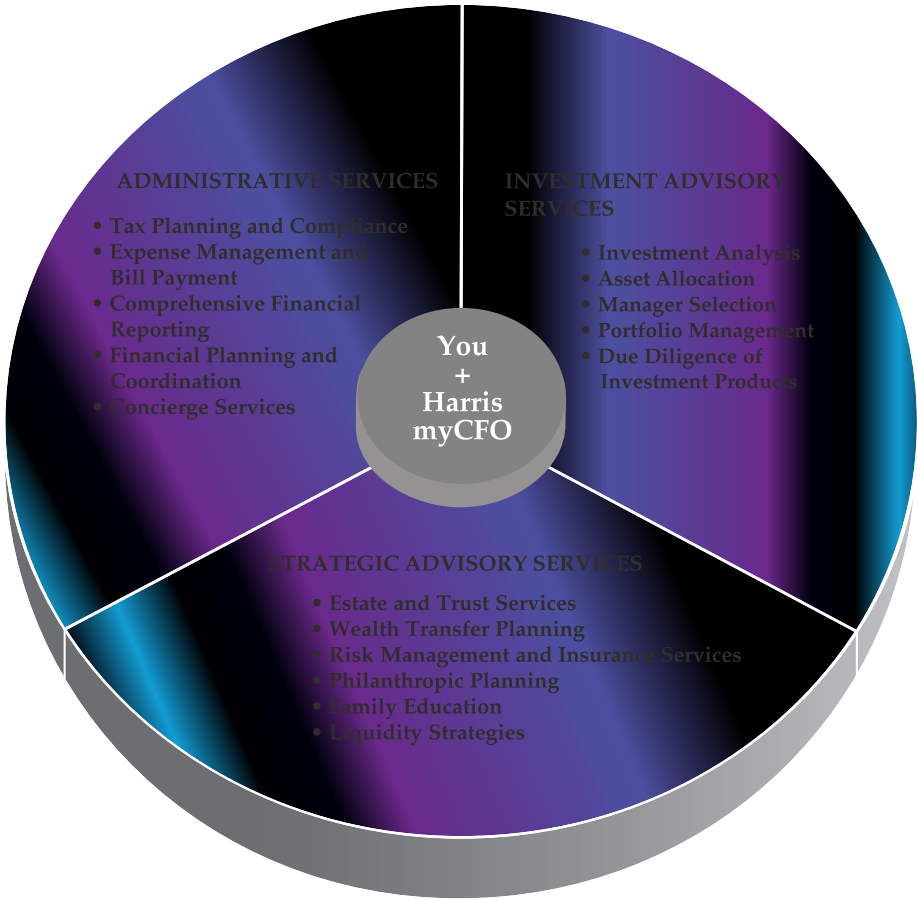 ADMINISTRATIVE SERVICES
• Tax Planning and Compliance
• Expense Management and
Bill Payment
• Comprehensive Financial
Reporting
• Financial Planning and
Coordination
• Concierge Services
INVESTMENT ADVISORY
SERVICES
• Investment Analysis
• Asset Allocation
• Manager Selection
• Portfolio Management
• Due Diligence of
Investment Products
You
+
Harris
myCFO
STRATEGIC ADVISORY SERVICES
• Estate and Trust Services
• Wealth Transfer Planning
• Risk Management and Insurance Services
• Philanthropic Planning
• Family Education
• Liquidity Strategies